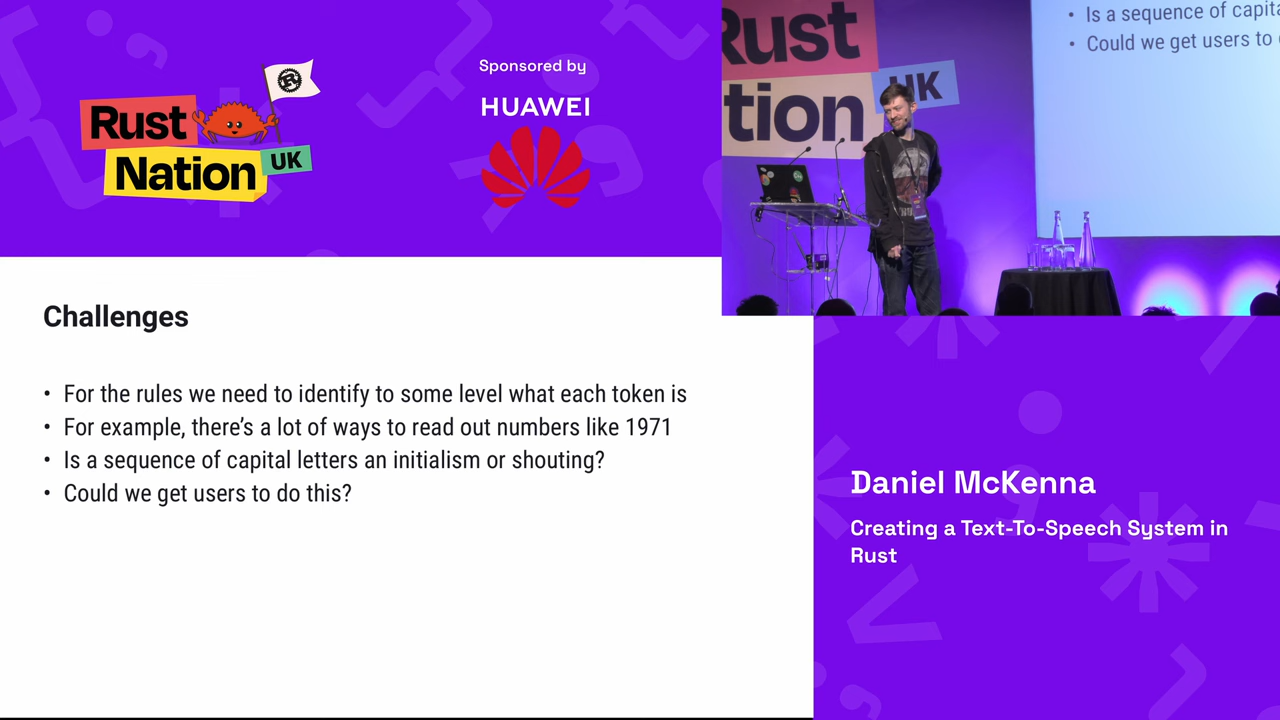 Rust
Nation
UK
Sponsored by
HUAWEI
Rust
tion
UK
Is a sequence of capita
Could we get users to
Challenges
• For the rules we need to identify to some level what each token is
• For example, there’s a lot of ways to read out numbers like 1971
• Is a sequence of capital letters an initialism or shouting?
• Could we get users to do this?
Daniel McKenna
Creating a Text-To-Speech System in
Rust